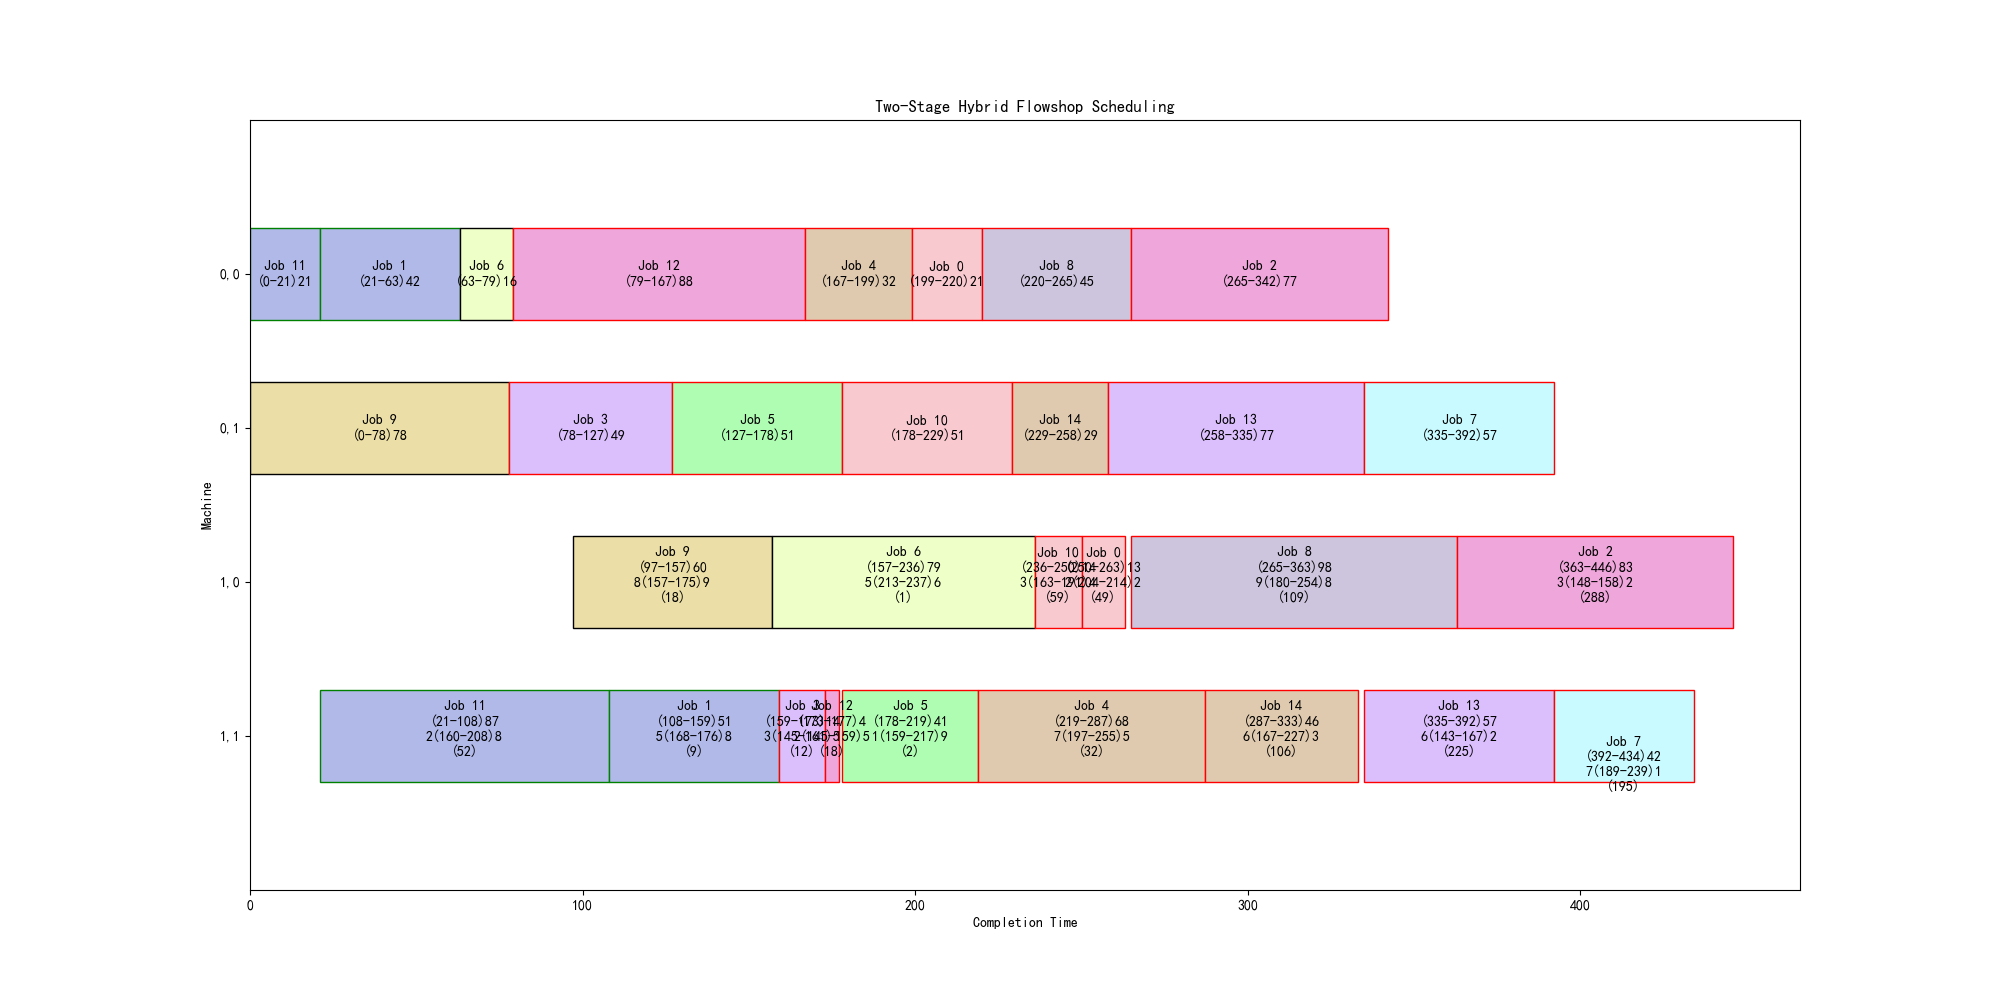 Two-Stage Hybrid Flowshop Scheduling
0,0
Job 11
(0-21)21
Job 1
(21-63)42
Job 6
(63-79)16
Job 12
(79-167)88
Job 4
(167-199)32
Job 0
(199-220)21
Job 8
(220-265)45
Job 2
(265-342)77
0,1
Job 9
(0-78)78
Job 3
(78-127)49
Job 5
(127-178)51
Job 10
(178-229)51
Job 14
(229-258)29
Job 13
(258-335)77
Job 7
(335-392)57
Machine
1,0
Job 9
(97-157)60
8(157-175)9
(18)
Job 6
(157-236)79
5(213-237)6
(1)
Job 10
(236-250)14
(59)
Job 0
(250-263)13
(49)
Job 8
(265-363)98
9(180-254)8
(109)
Job 2
(363-446)83
3(148-158)2
(288)
1,1
Job 11
(21-108)87
2(160-208)8
(52)
Job 1
(108-159)51
5(168-176)8
(9)
Job 3
(159-173)14
(12)
Job 12
(173-177)4
(18)
Job 5
(178-219)41
1(159-217)9
(2)
Job 4
(219-287)68
7(197-255)5
(32)
Job 14
(287-333)46
6(167-227)3
(106)
Job 13
(335-392)57
6(143-167)2
(225)
Job 7
(392-434)42
7(189-239)1
(195)
0
100
200
300
400
Completion Time